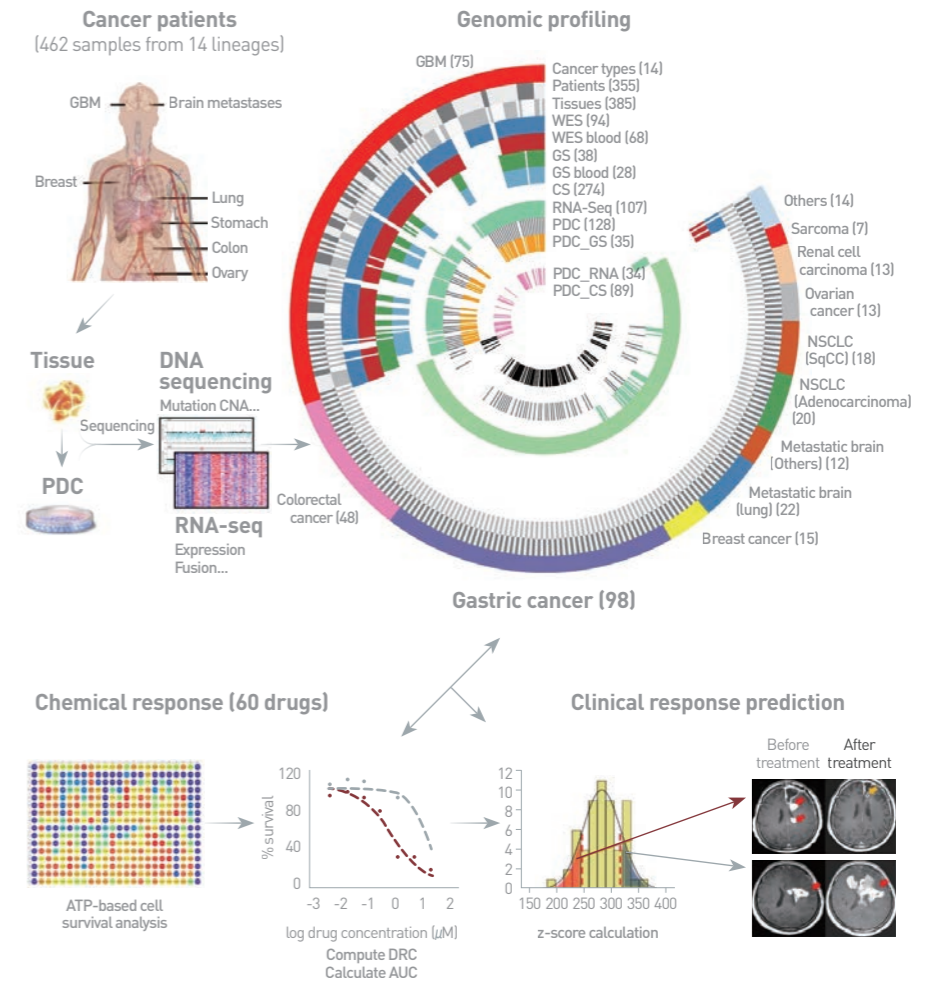 Cancer patients
(462 samples from 14 lineages)
GBM
Brain metastases
Breast
Lung
Stomach
Colon
Ovary
Tissue
Sequencing
PDC
DNA
sequencing
Mutation CNA...
RNA-seq
Expression
Fusion...
Genomic profiling
GBM (75)
Cancer types (14)
Patients (355)
Tissues (385)
WES (94)
WES blood (68)
GS (38)
GS blood (28)
CS (274)
RNA-Seq (107)
PDC (128)
PDC_GS (35)
PDC_RNA (34)
PDC_CS (89)
Others (14)
Sarcoma (7)
Renal cell
carcinoma (13)
Ovarian
cancer (13)
NSCLC
(SqCC) (18)
NSCLC
(Adenocarcinoma)
(20)
Metastatic brain
(Others) (12)
Metastatic brain
(lung) (22)
Breast cancer (15)
Colorectal
cancer (48)
Gastric cancer (98)
Chemical response (60 drugs)
ATP-based cell
survival analysis
% survival
120
80
40
0
-3 -2 -1 0 1 2
log drug concentration (µM)
Compute DRC
Calculate AUC
Clinical response prediction
12
10
8
6
4
2
0
150 200 250 300 350 400
z-score calculation
Before
treatment
After
treatment